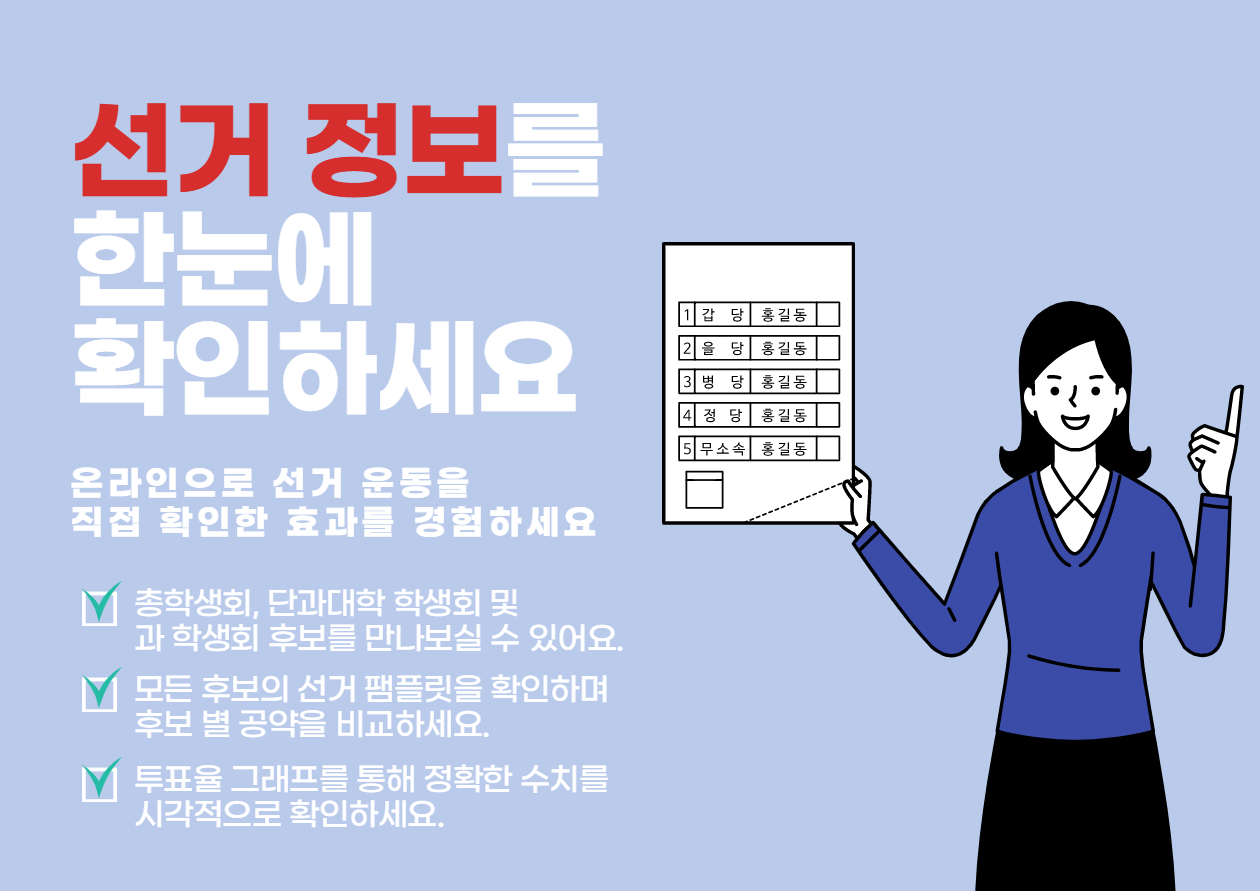 선거 정보를
한눈에
확인하세요
온라인으로 선거 운동을
직접 확인한 효과를 경험하세요
총학생회, 단과대학 학생회 및
과 학생회 후보를 만나보실 수 있어요.
모든 후보의 선거 팸플릿을 확인하며
후보 별 공약을 비교하세요.
투표율 그래프를 통해 정확한 수치를
시각적으로 확인하세요.
1 갑 당 홍길동
2 을 당 홍길동
3 병 당 홍길동
4 정 당 홍길동
5 무소속 홍길동